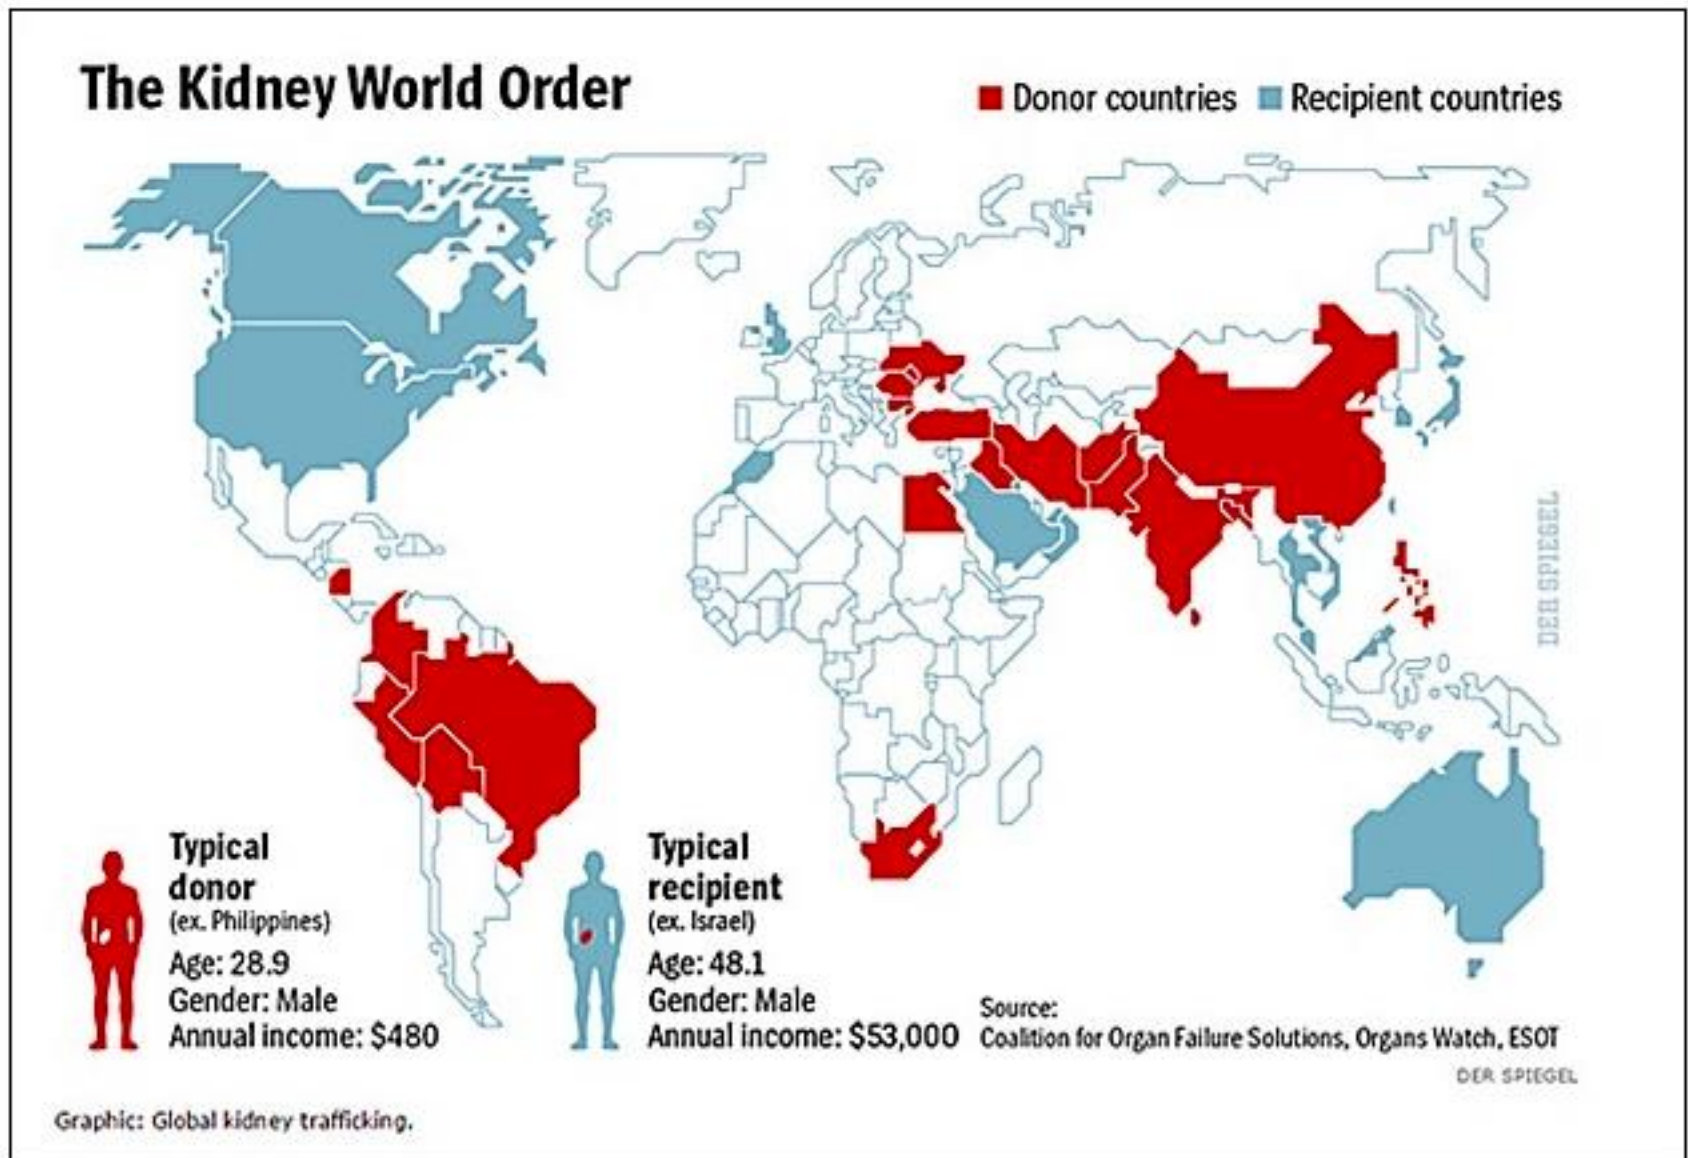 The Kidney World Order
Donor countries
Recipient countries
DER SPIEGEL
Typical
donor
(ex. Philippines)
Age: 28.9
Gender: Male
Annual income: $480
Typical
recipient
(ex. Israel)
Age: 48.1
Gender: Male
Annual income: $53,000
Source:
Coalition for Organ Failure Solutions, Organs Watch, ESOT
DER SPIEGEL
Graphic: Global kidney trafficking.